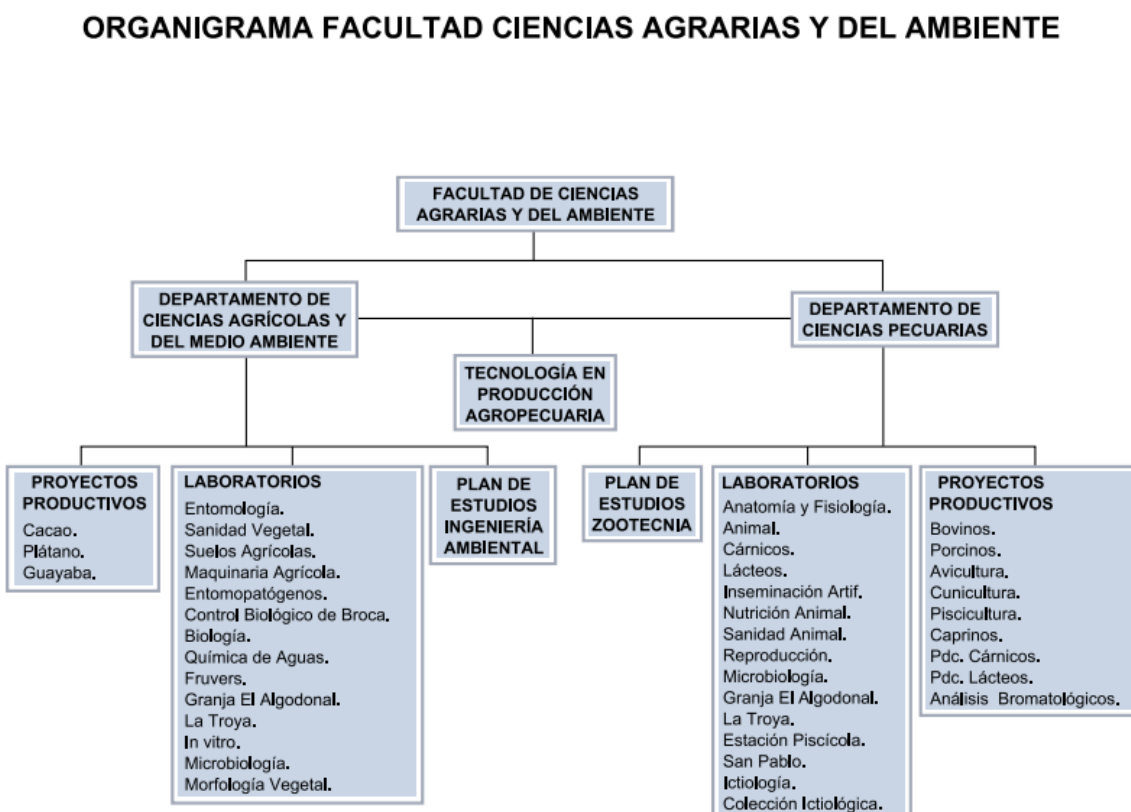 ORGANIGRAMA FACULTAD CIENCIAS AGRARIAS Y DEL AMBIENTE
FACULTAD DE CIENCIAS
AGRARIAS Y DEL AMBIENTE
DEPARTAMENTO DE
CIENCIAS AGRÍCOLAS Y
DEL MEDIO AMBIENTE
DEPARTAMENTO DE
CIENCIAS PECUARIAS
TECNOLOGÍA EN
PRODUCCIÓN
AGROPECUARIA
PROYECTOS
PRODUCTIVOS
Cacao.
Plátano.
Guayaba.
LABORATORIOS
Entomología.
Sanidad Vegetal.
Suelos Agrícolas.
Maquinaria Agrícola.
Entomopatógenos.
Control Biológico de Broca.
Biología.
Química de Aguas.
Fruvers.
Granja El Algodonal.
La Troya.
In vitro.
Microbiología.
Morfología Vegetal.
PLAN DE
ESTUDIOS
INGENIERÍA
AMBIENTAL
PLAN DE
ESTUDIOS
ZOOTECNIA
LABORATORIOS
Anatomía y Fisiología.
Animal.
Cárnicos.
Lácteos.
Inseminación Artif.
Nutrición Animal.
Sanidad Animal.
Reproducción.
Microbiología.
Granja El Algodonal.
La Troya.
Estación Piscícola.
San Pablo.
Ictiología.
Colección Ictiológica.
PROYECTOS
PRODUCTIVOS
Bovinos.
Porcinos.
Avicultura.
Cunicultura.
Piscicultura.
Caprinos.
Pdc. Cárnicos.
Pdc. Lácteos.
Análisis Bromatológicos.